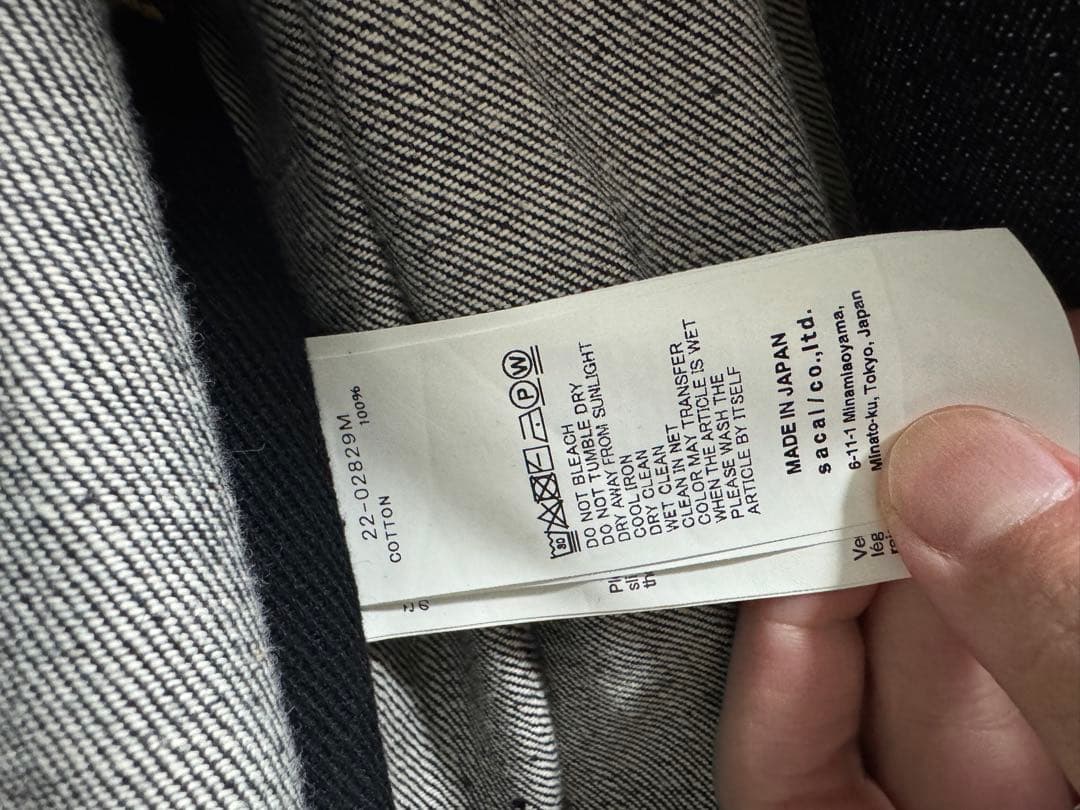 22-02829M
COTTON 100%
30
P W
DO NOT BLEACH
DO NOT TUMBLE DRY
DRY AWAY FROM SUNLIGHT
COOL IRON
DRY CLEAN
WET CLEAN
CLEAN IN NET
COLOR MAY TRANSFER
WHEN THE ARTICLE IS WET
PLEASE WASH THE
ARTICLE BY ITSELF
MADE IN JAPAN
sacai/co.,ltd.
6-11-1 Minamiaoyama,
Minato-ku, Tokyo, Japan